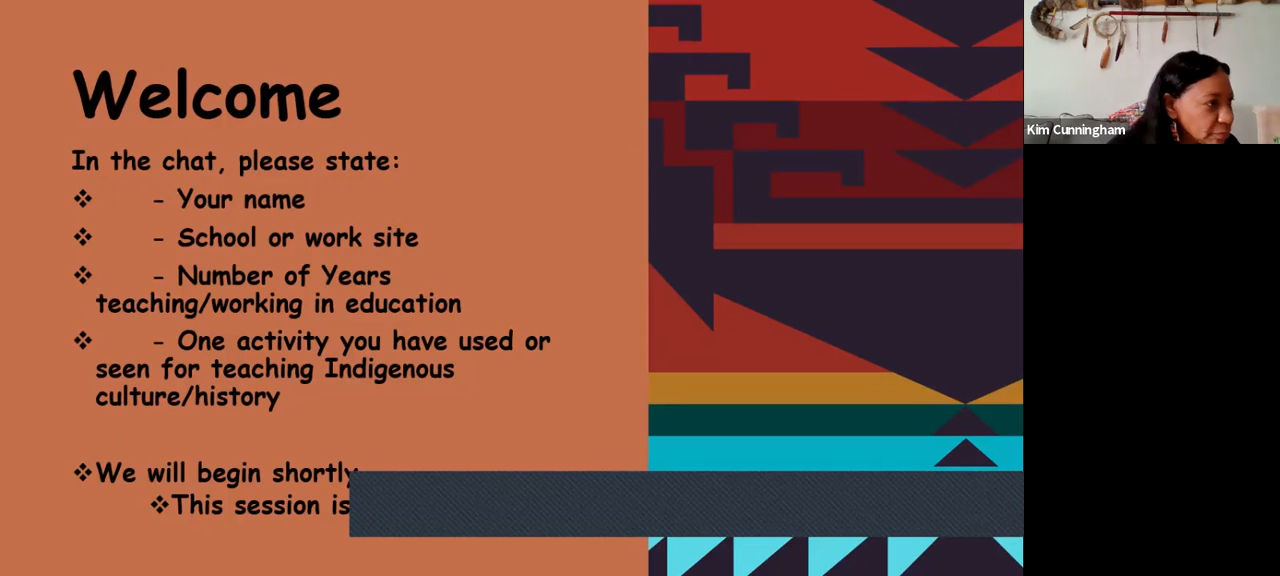 Welcome
In the chat, please state:
❖ - Your name
❖ - School or work site
❖ - Number of Years
teaching/working in education
❖ - One activity you have used or
seen for teaching Indigenous
culture/history
❖We will begin shortly
❖This session is
Kim Cunningham